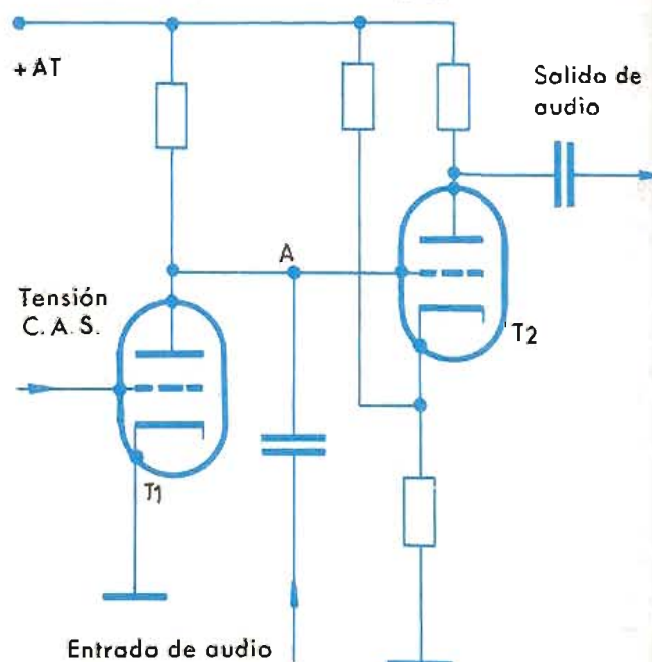 +AT
Salida de
audio
A
Tensión
C.A.S.
T2
T1
Entrada de audio